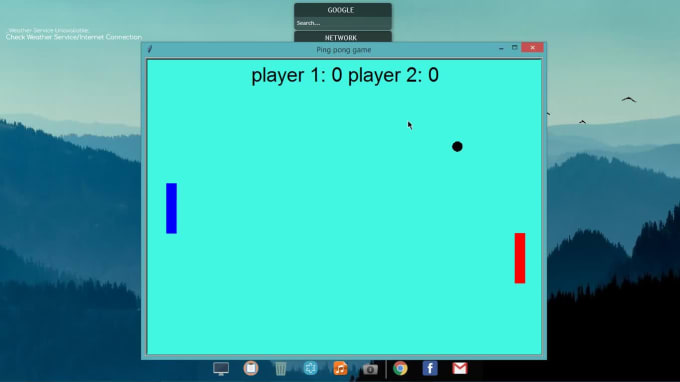 GOOGLE
Search...
NETWORK
Weather Service Unavailable.
Check Weather Service/Internet Connection
Ping pong game
player 1: 0 player 2: 0